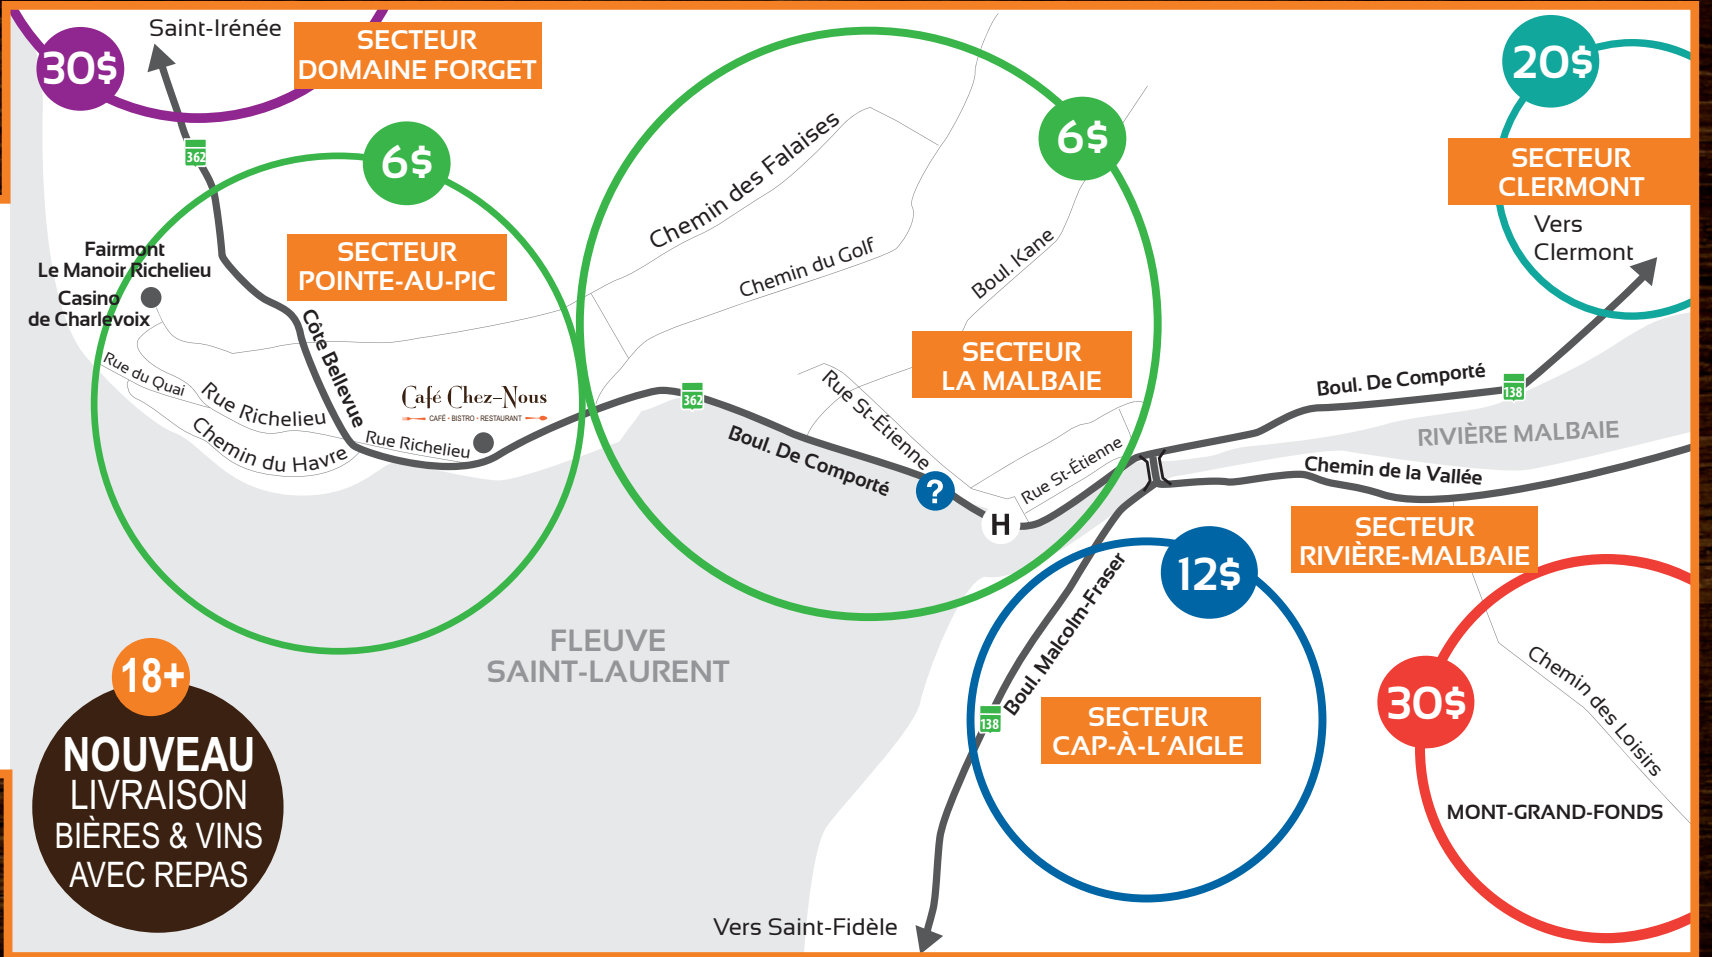 Saint-Irénée
30$
SECTEUR
DOMAINE FORGET
362
6$
SECTEUR
POINTE-AU-PIC
Fairmont
Le Manoir Richelieu
Casino
de Charlevoix
Côte Bellevue
Rue du Quai
Rue Richelieu
Chemin du Havre
Rue Richelieu
Café Chez-Nous
CAFÉ • BISTRO • RESTAURANT
6$
Chemin des Falaises
Chemin du Golf
Boul. Kane
SECTEUR
LA MALBAIE
362
Rue St-Étienne
Boul. De Comporté
?
H
Rue St-Étienne
20$
SECTEUR
CLERMONT
Vers
Clermont
Boul. De Comporté
138
RIVIÈRE MALBAIE
Chemin de la Vallée
SECTEUR
RIVIÈRE-MALBAIE
12$
Boul. Malcolm-Fraser
138
SECTEUR
CAP-À-L'AIGLE
30$
Chemin des Loisirs
MONT-GRAND-FONDS
FLEUVE
SAINT-LAURENT
Vers Saint-Fidèle
18+
NOUVEAU
LIVRAISON
BIÈRES & VINS
AVEC REPAS